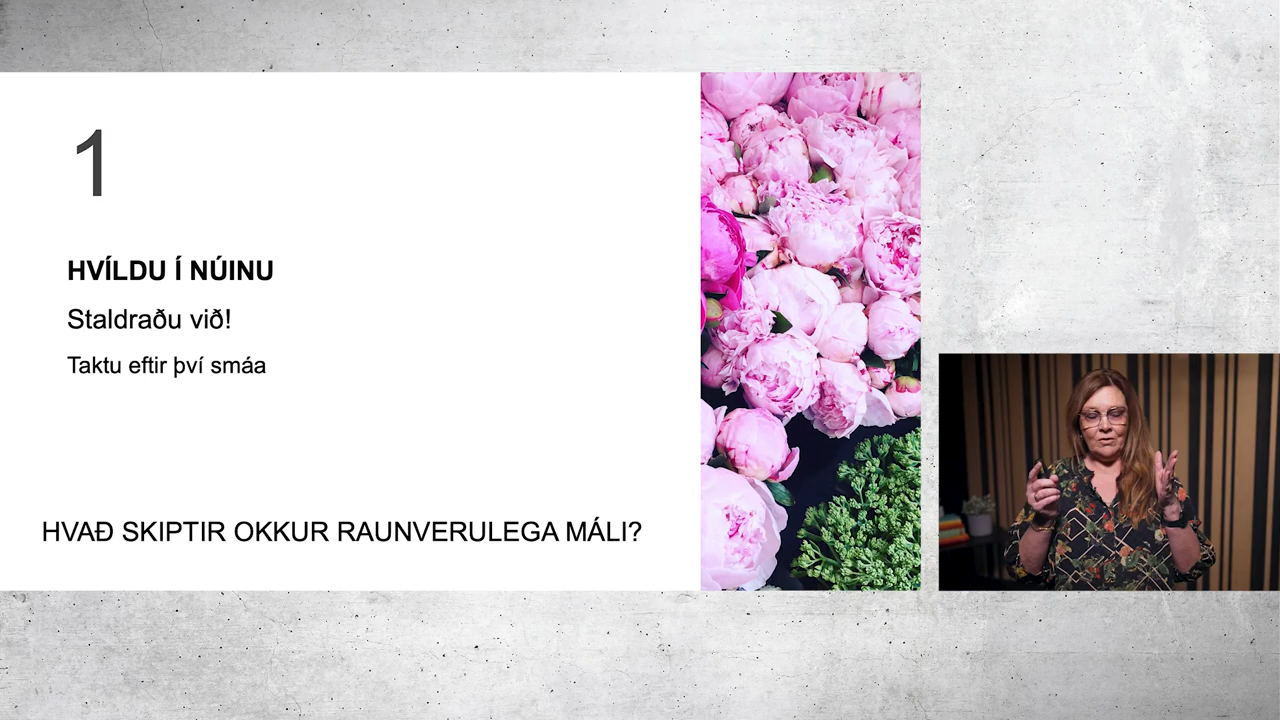 1
HVÍLDU Í NÚINU
Staldraðu við!
Taktu eftir því smáa
HVAÐ SKIPTIR OKKUR RAUNVERULEGA MÁLI?